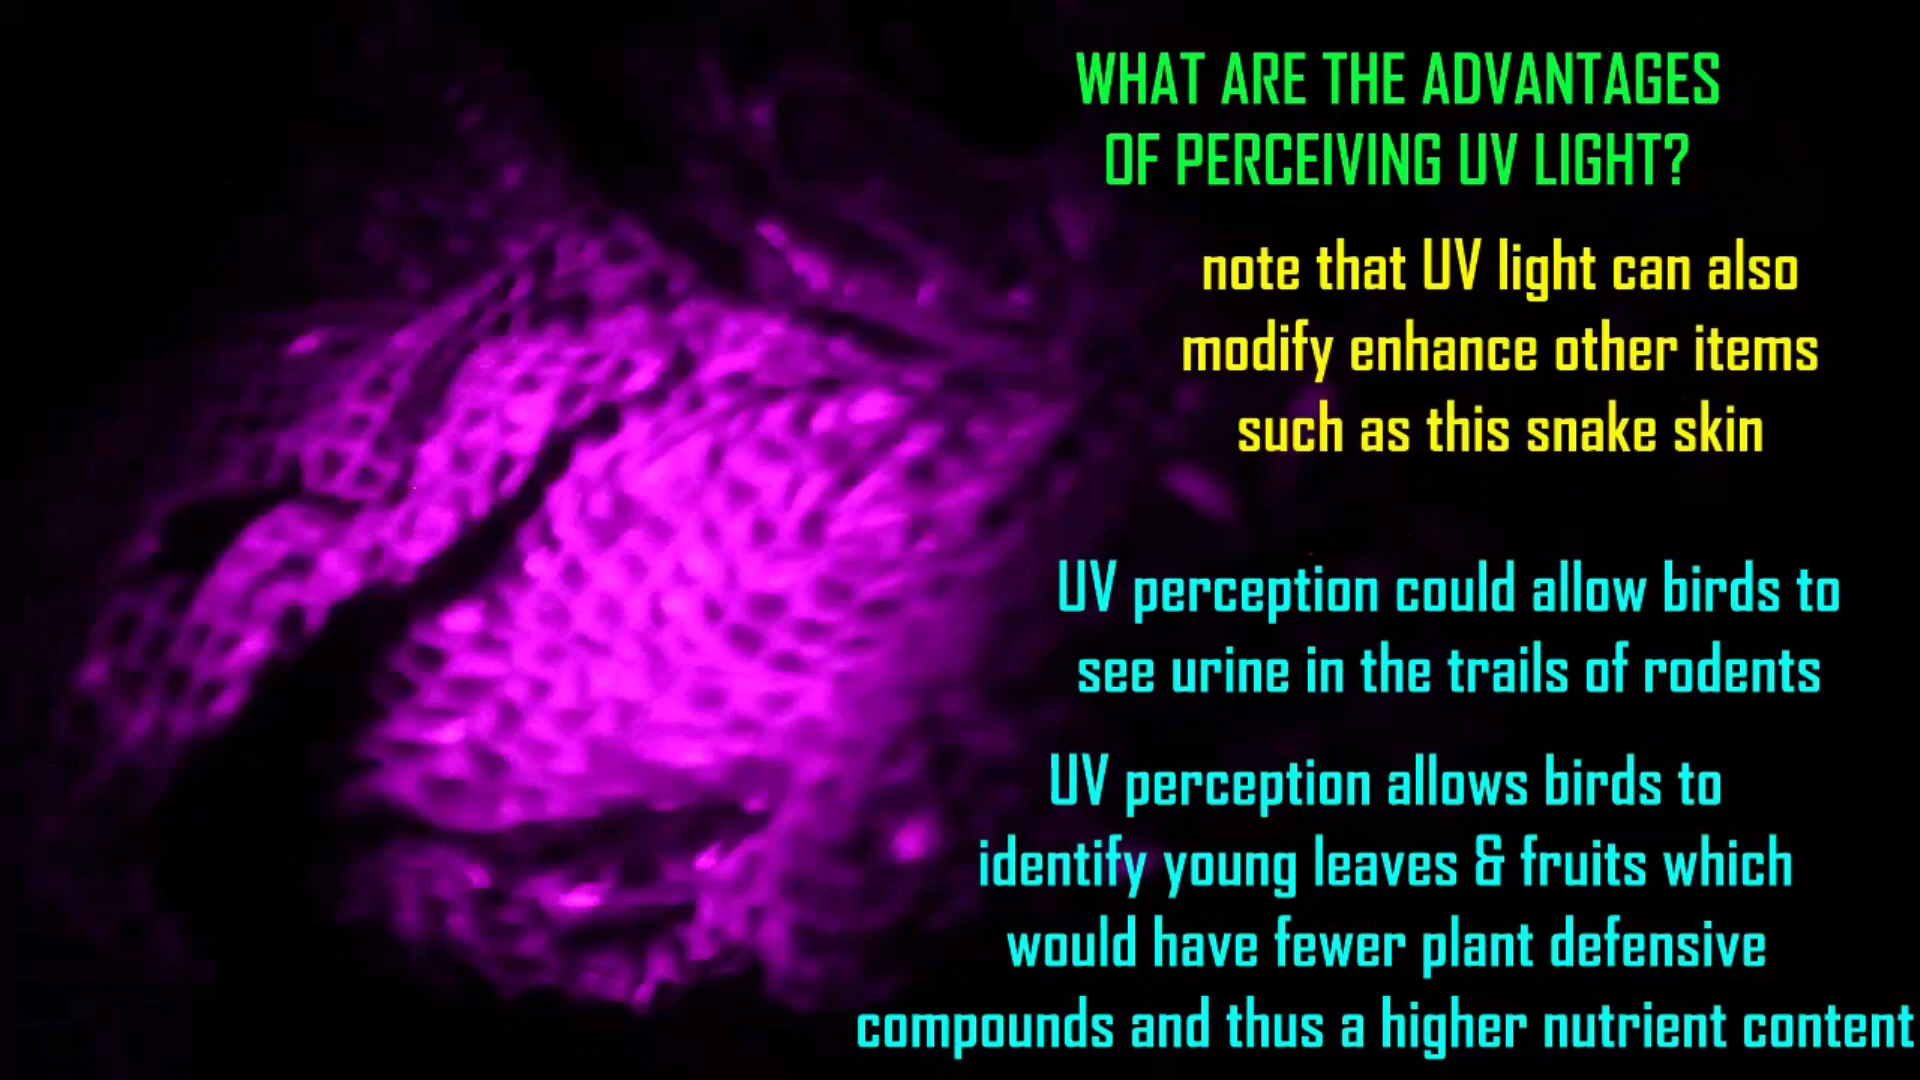 WHAT ARE THE ADVANTAGES
OF PERCEIVING UV LIGHT?
note that UV light can also
modify enhance other items
such as this snake skin
UV perception could allow birds to
see urine in the trails of rodents
UV perception allows birds to
identify young leaves & fruits which
would have fewer plant defensive
compounds and thus a higher nutrient content